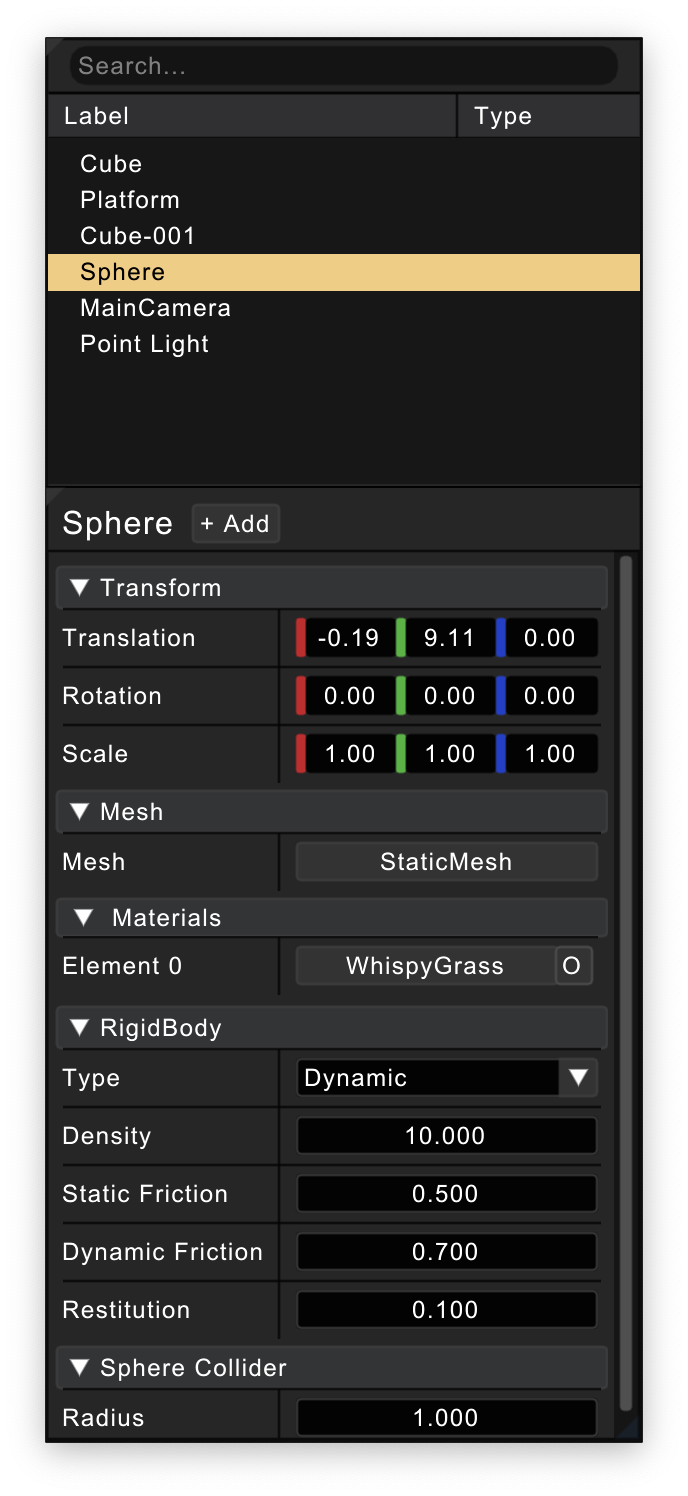 Search...
Label Type
Cube
Platform
Cube-001
Sphere
MainCamera
Point Light
Sphere + Add
Transform
Translation -0.19 9.11 0.00
Rotation 0.00 0.00 0.00
Scale 1.00 1.00 1.00
Mesh
Mesh StaticMesh
Materials
Element 0 WhispyGrass O
RigidBody
Type Dynamic
Density 10.000
Static Friction 0.500
Dynamic Friction 0.700
Restitution 0.100
Sphere Collider
Radius 1.000